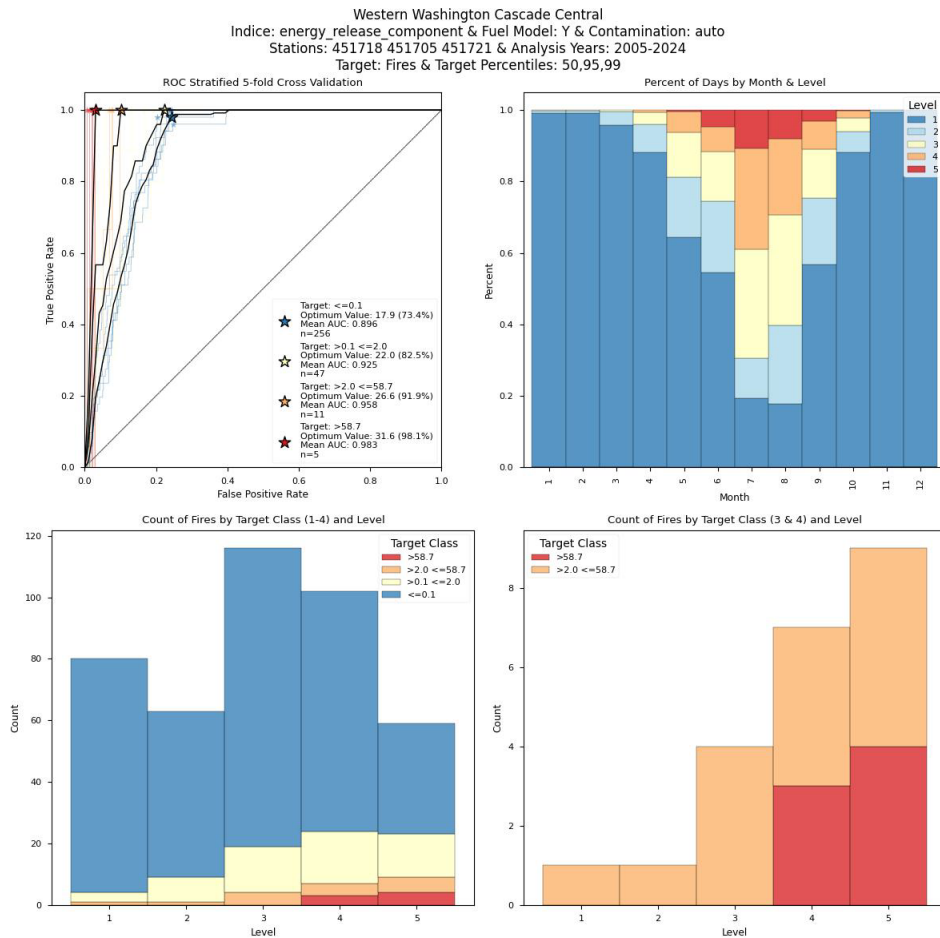 Western Washington Cascade Central
Indice: energy_release_component & Fuel Model: Y & Contamination: auto
Stations: 451718 451705 451721 & Analysis Years: 2005-2024
Target: Fires & Target Percentiles: 50,95,99
ROC Stratified 5-fold Cross Validation
1.0
0.8
0.6
0.4
0.2
0.0
True Positive Rate
Target: <=0.1
Optimum Value: 17.9 (73.4%)
Mean AUC: 0.896
n=256
Target: >0.1 <=2.0
Optimum Value: 22.0 (82.5%)
Mean AUC: 0.925
n=47
Target: >2.0 <=58.7
Optimum Value: 26.6 (91.9%)
Mean AUC: 0.958
n=11
Target: >58.7
Optimum Value: 31.6 (98.1%)
Mean AUC: 0.983
n=5
0.0 0.2 0.4 0.6 0.8 1.0
False Positive Rate
Percent of Days by Month & Level
1.0
0.8
0.6
0.4
0.2
0.0
Percent
Level
1
2
3
4
5
1 2 3 4 5 6 7 8 9 10 11 12
Month
Count of Fires by Target Class (1-4) and Level
120
100
80
60
40
20
0
Count
Target Class
>58.7
>2.0 <=58.7
>0.1 <=2.0
<=0.1
1 2 3 4 5
Level
Count of Fires by Target Class (3 & 4) and Level
8
6
4
2
0
Count
Target Class
>58.7
>2.0 <=58.7
1 2 3 4 5
Level